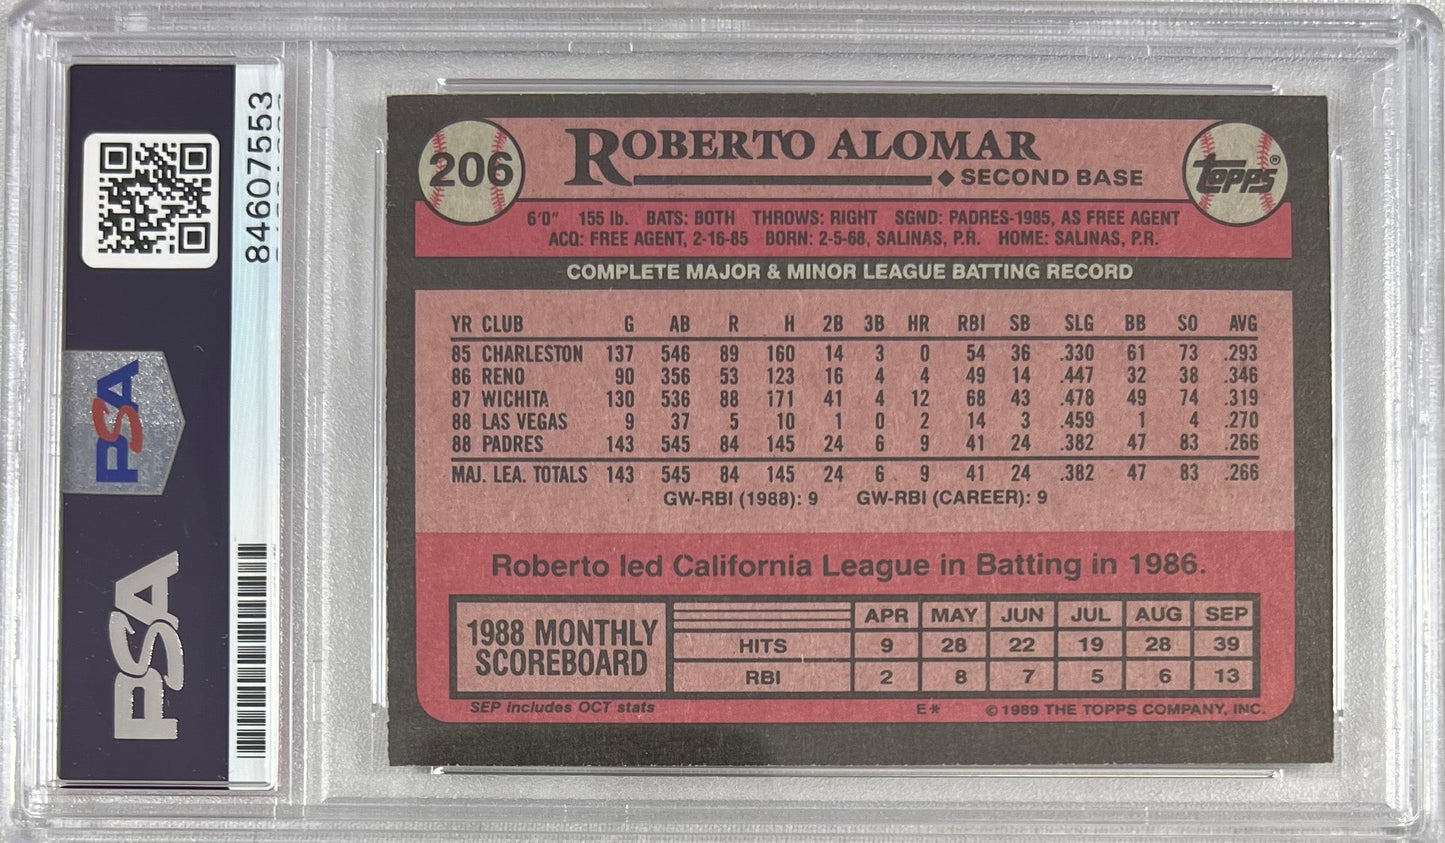 84607553
PSA
PSA
206
ROBERTO ALOMAR
◆ SECOND BASE
TOPPS®
6'0" 155 lb. BATS: BOTH THROWS: RIGHT SGND: PADRES-1985, AS FREE AGENT
ACQ: FREE AGENT, 2-16-85 BORN: 2-5-68, SALINAS, P.R. HOME: SALINAS, P.R.
COMPLETE MAJOR & MINOR LEAGUE BATTING RECORD
YR CLUB G AB R H 2B 3B HR RBI SB SLG BB SO AVG
85 CHARLESTON 137 546 89 160 14 3 0 54 36 .330 61 73 .293
86 RENO 90 356 53 123 16 4 4 49 14 .447 32 38 .346
87 WICHITA 130 536 88 171 41 4 12 68 43 .478 49 74 .319
88 LAS VEGAS 9 37 5 10 1 0 2 14 3 .459 1 4 .270
88 PADRES 143 545 84 145 24 6 9 41 24 .382 47 83 .266
MAJ. LEA. TOTALS 143 545 84 145 24 6 9 41 24 .382 47 83 .266
GW-RBI (1988): 9 GW-RBI (CAREER): 9
Roberto led California League in Batting in 1986.
1988 MONTHLY
SCOREBOARD
APR MAY JUN JUL AUG SEP
HITS 9 28 22 19 28 39
RBI 2 8 7 5 6 13
SEP includes OCT stats E* © 1989 THE TOPPS COMPANY, INC.